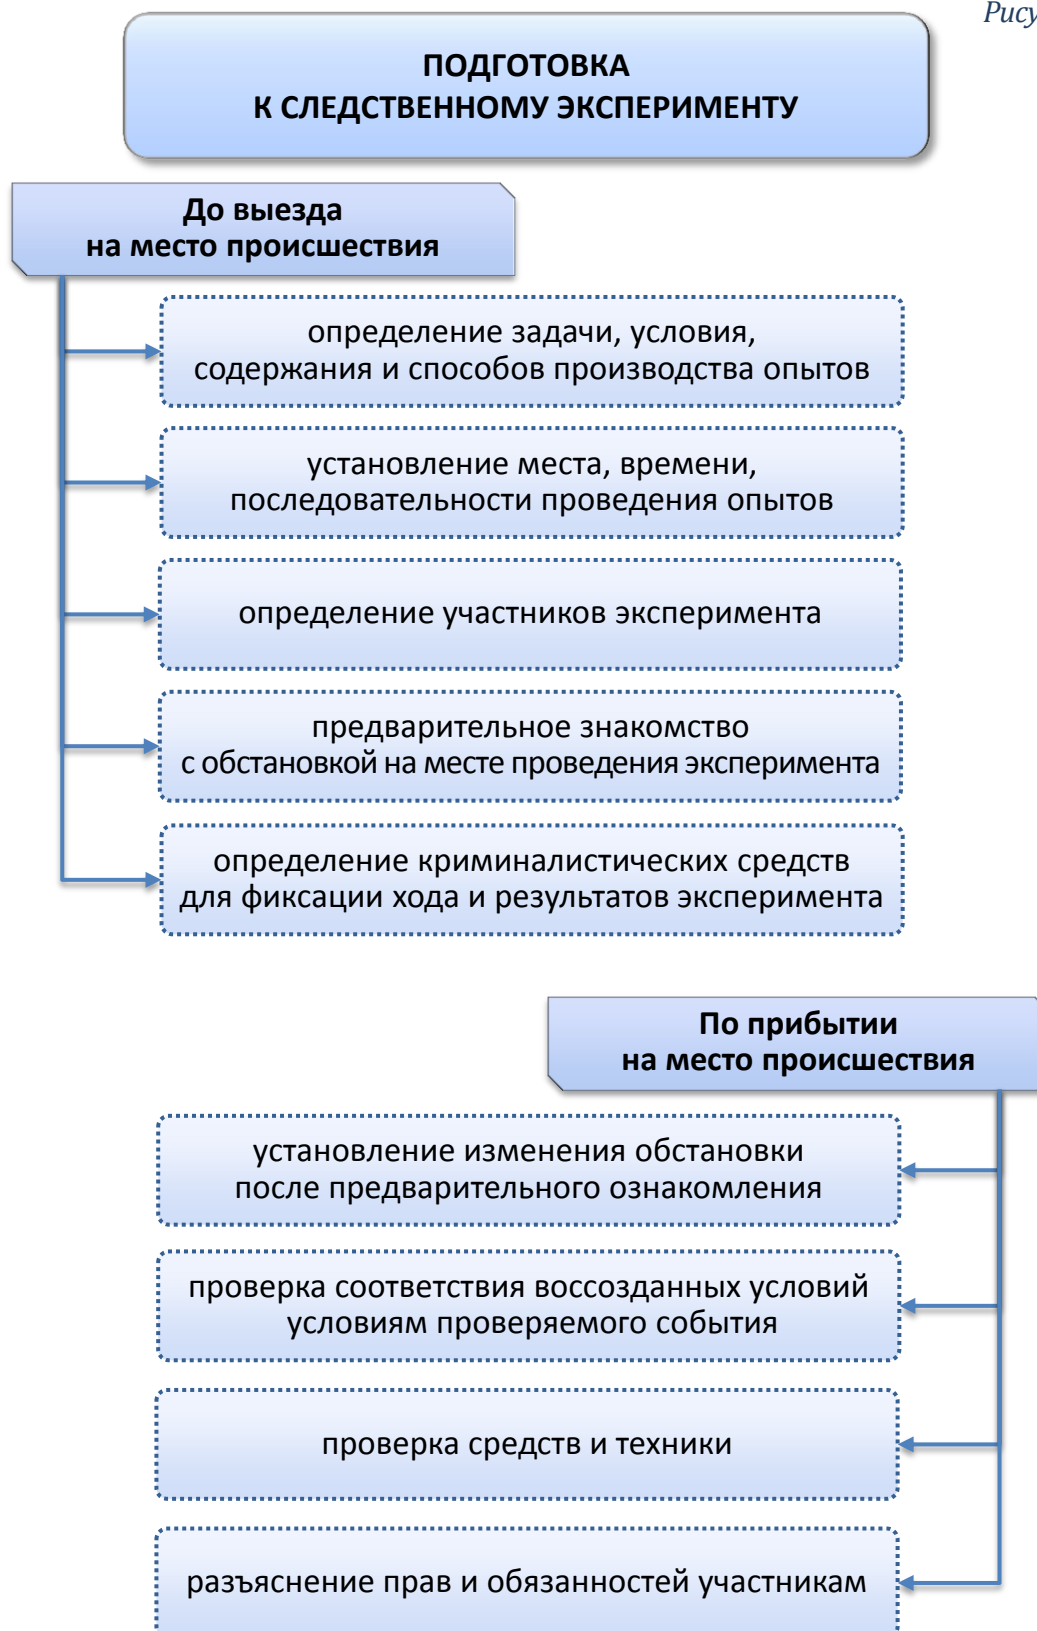 Рису
ПОДГОТОВКА
К СЛЕДСТВЕННОМУ ЭКСПЕРИМЕНТУ
До выезда
на место происшествия
определение задачи, условия,
содержания и способов производства опытов
установление места, времени,
последовательности проведения опытов
определение участников эксперимента
предварительное знакомство
с обстановкой на месте проведения эксперимента
определение криминалистических средств
для фиксации хода и результатов эксперимента
По прибытии
на место происшествия
установление изменения обстановки
после предварительного ознакомления
проверка соответствия воссозданных условий
условиям проверяемого события
проверка средств и техники
разъяснение прав и обязанностей участникам